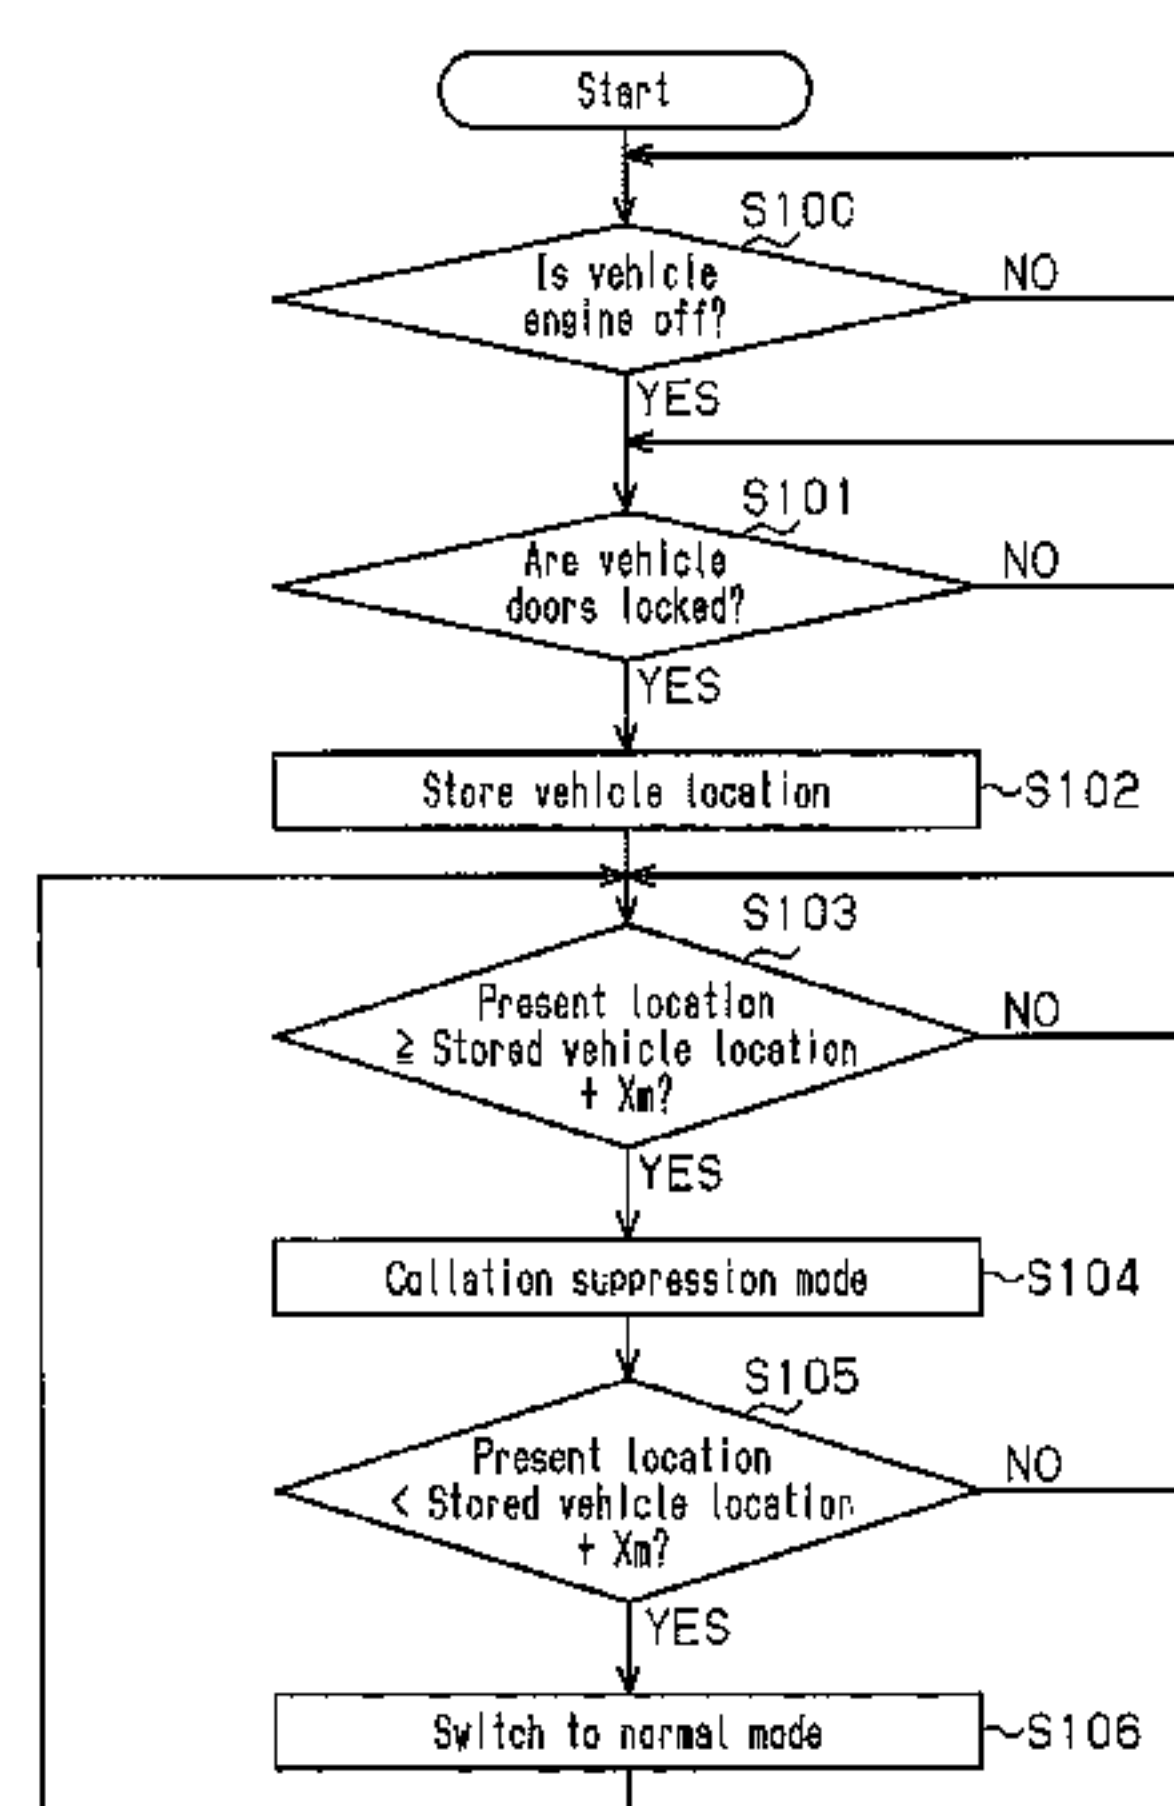 Start
S100
Is vehicle
engine off?
NO
YES
S101
Are vehicle
doors locked?
NO
YES
Store vehicle location
S102
S103
Present location
≧ Stored vehicle location
+ Xm?
NO
YES
Collation suppression mode
S104
S105
Present location
< Stored vehicle location
+ Xm?
NO
YES
Switch to normal mode
S106